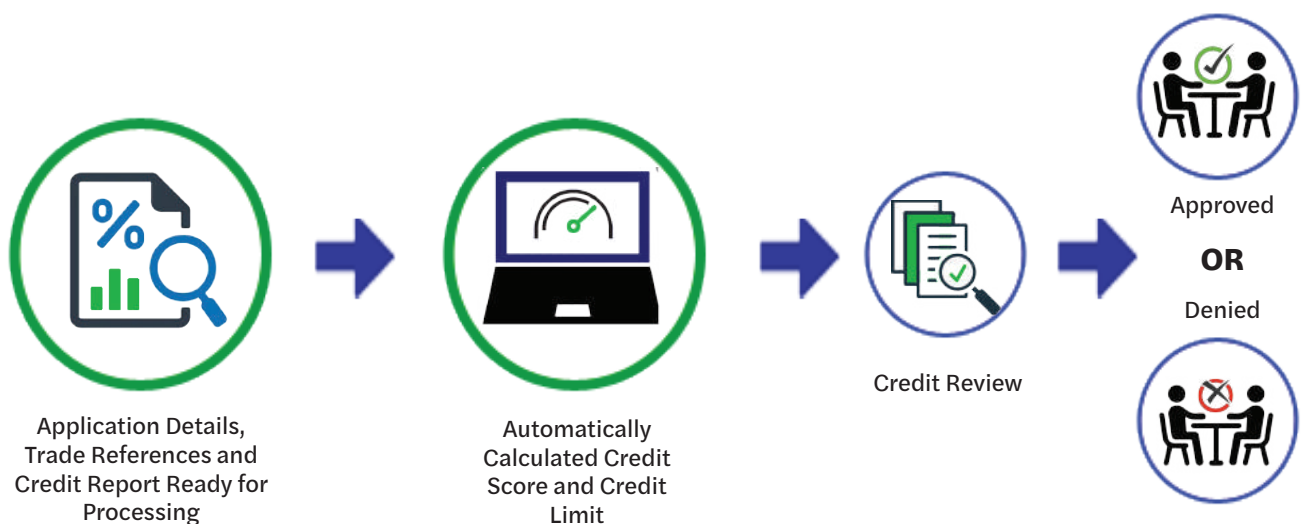 Application Details,
Trade References and
Credit Report Ready for
Processing
Automatically
Calculated Credit
Score and Credit
Limit
Credit Review
Approved
OR
Denied